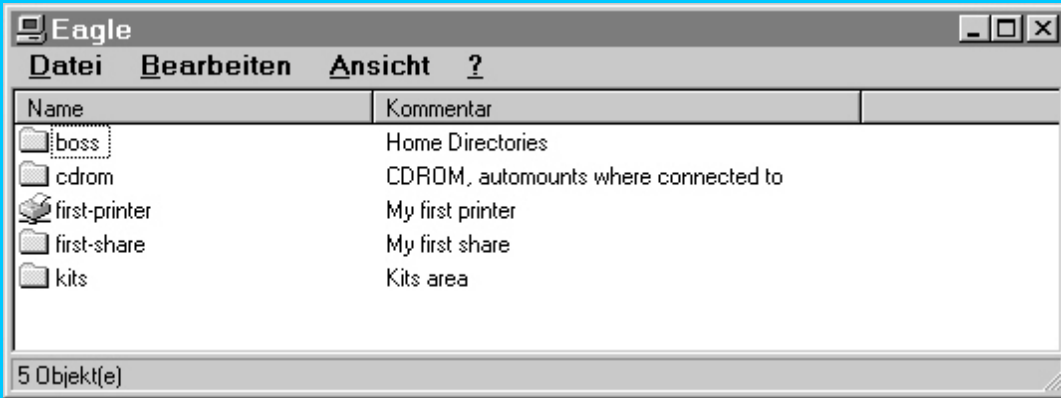 Eagle
Datei Bearbeiten Ansicht ?
Name Kommentar
boss Home Directories
cdrom CDROM, automounts where connected to
first-printer My first printer
first-share My first share
kits Kits area
5 Objekt(e)